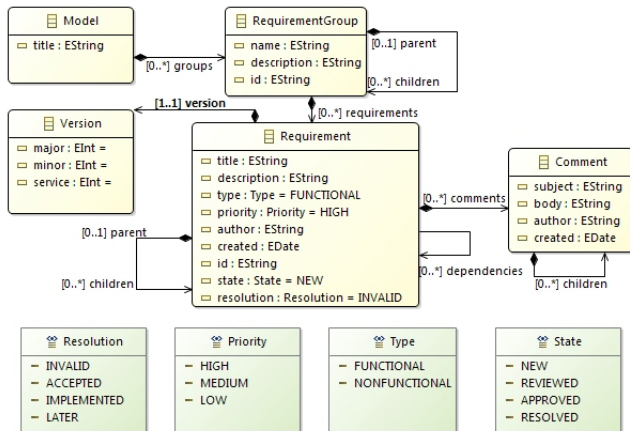 Model
title : EString
RequirementGroup
name : EString
description : EString
id : EString
[0..1] parent
[0..*] children
[0..*] groups
[0..*] requirements
[1..1] version
Version
major : EInt =
minor : EInt =
service : EInt =
Requirement
title : EString
description : EString
type : Type = FUNCTIONAL
priority : Priority = HIGH
author : EString
created : EDate
id : EString
state : State = NEW
resolution : Resolution = INVALID
[0..1] parent
[0..*] children
[0..*] comments
[0..*] dependencies
Comment
subject : EString
body : EString
author : EString
created : EDate
[0..*] children
Resolution
INVALID
ACCEPTED
IMPLEMENTED
LATER
Priority
HIGH
MEDIUM
LOW
Type
FUNCTIONAL
NONFUNCTIONAL
State
NEW
REVIEWED
APPROVED
RESOLVED